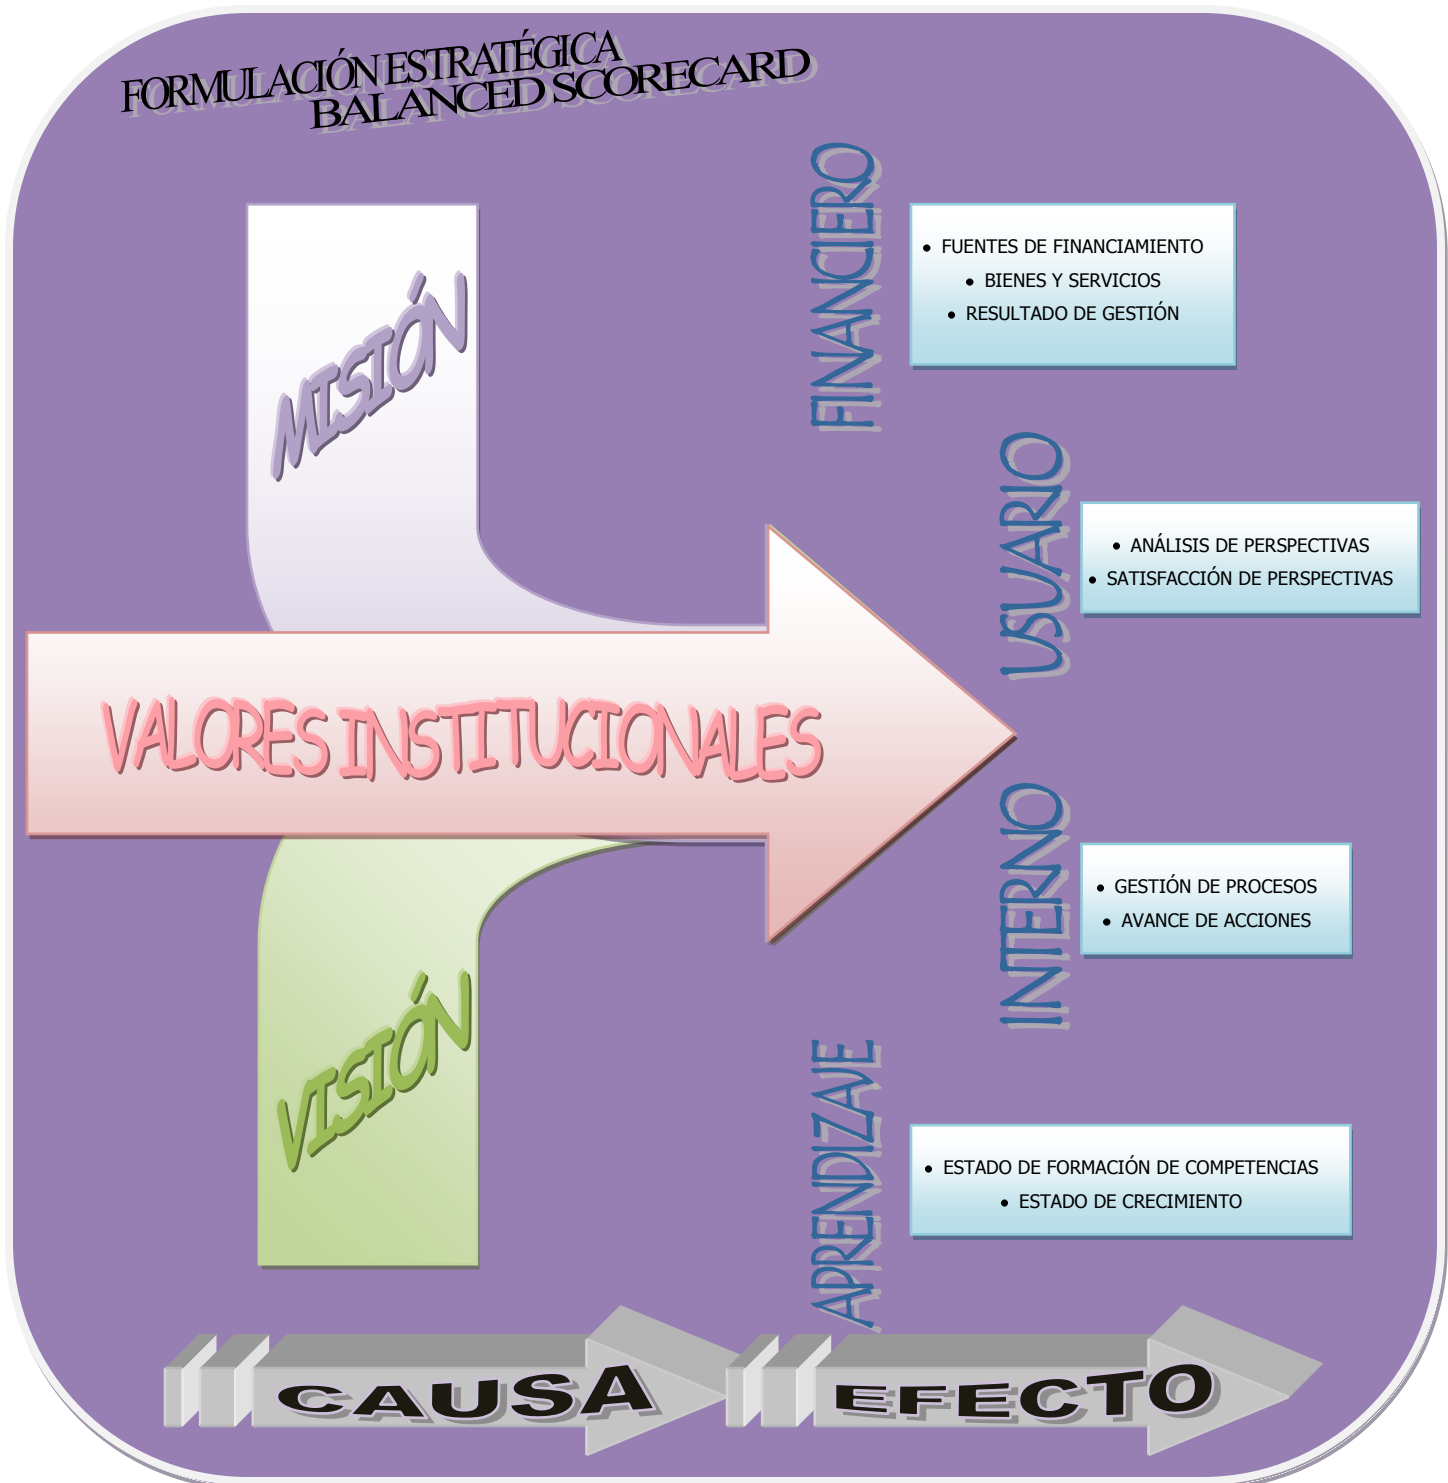 FORMULACIÓN ESTRATÉGICA
BALANCED SCORECARD
MISIÓN
VALORES INSTITUCIONALES
VISIÓN
FINANCIERO
• FUENTES DE FINANCIAMIENTO
• BIENES Y SERVICIOS
• RESULTADO DE GESTIÓN
USUARIO
• ANÁLISIS DE PERSPECTIVAS
• SATISFACCIÓN DE PERSPECTIVAS
INTERNO
• GESTIÓN DE PROCESOS
• AVANCE DE ACCIONES
APRENDIZAJE
• ESTADO DE FORMACIÓN DE COMPETENCIAS
• ESTADO DE CRECIMIENTO
CAUSA
EFECTO